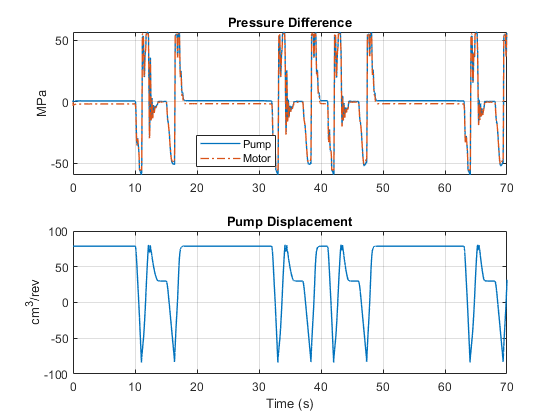 Pressure Difference
MPa
50
0
-50
Pump
Motor
0 10 20 30 40 50 60 70
Pump Displacement
cm³/rev
100
50
0
-50
-100
0 10 20 30 40 50 60 70
Time (s)